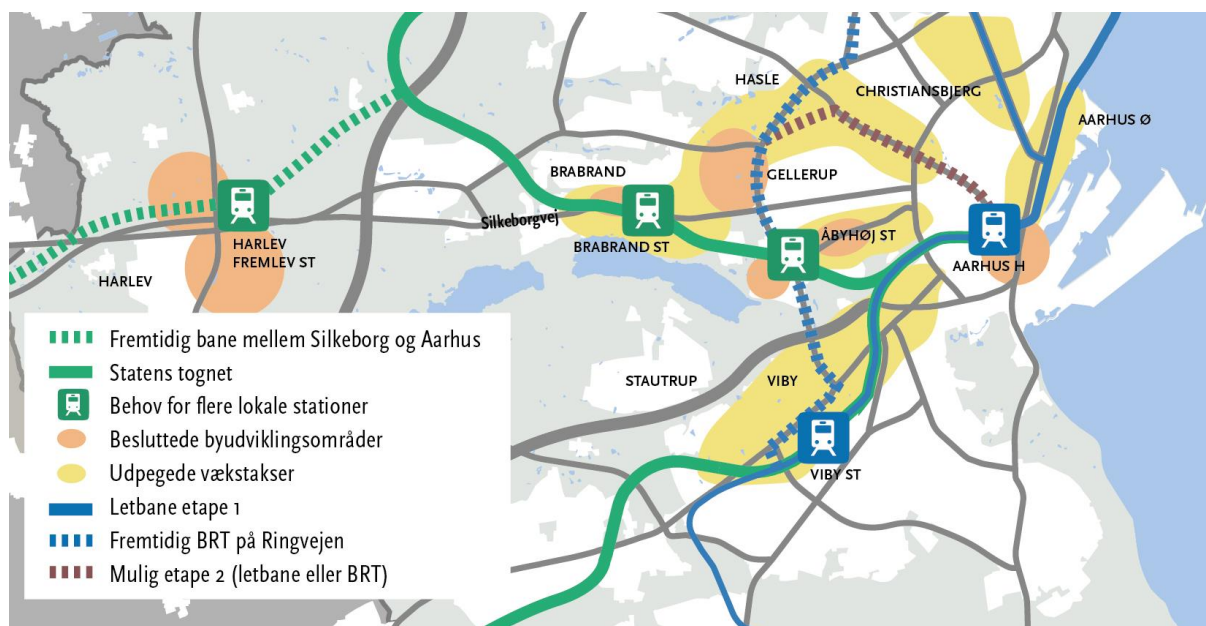 HASLE
CHRISTIANSBJERG
AARHUS Ø
BRABRAND
GELLERUP
Silkeborgvej
BRABRAND ST
ÅBYHØJ ST
HARLEV
FREMLEV ST
AARHUS H
HARLEV
STAUTRUP
VIBY
VIBY ST
Fremtidig bane mellem Silkeborg og Aarhus
Statens tognet
Behov for flere lokale stationer
Besluttede byudviklingsområder
Udpegede vækstakser
Letbane etape 1
Fremtidig BRT på Ringvejen
Mulig etape 2 (letbane eller BRT)